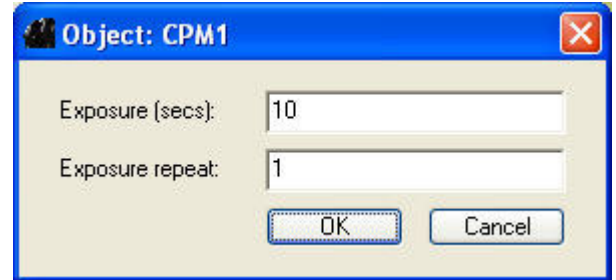 Object: CPM1
Exposure (secs): 10
Exposure repeat: 1
OK Cancel